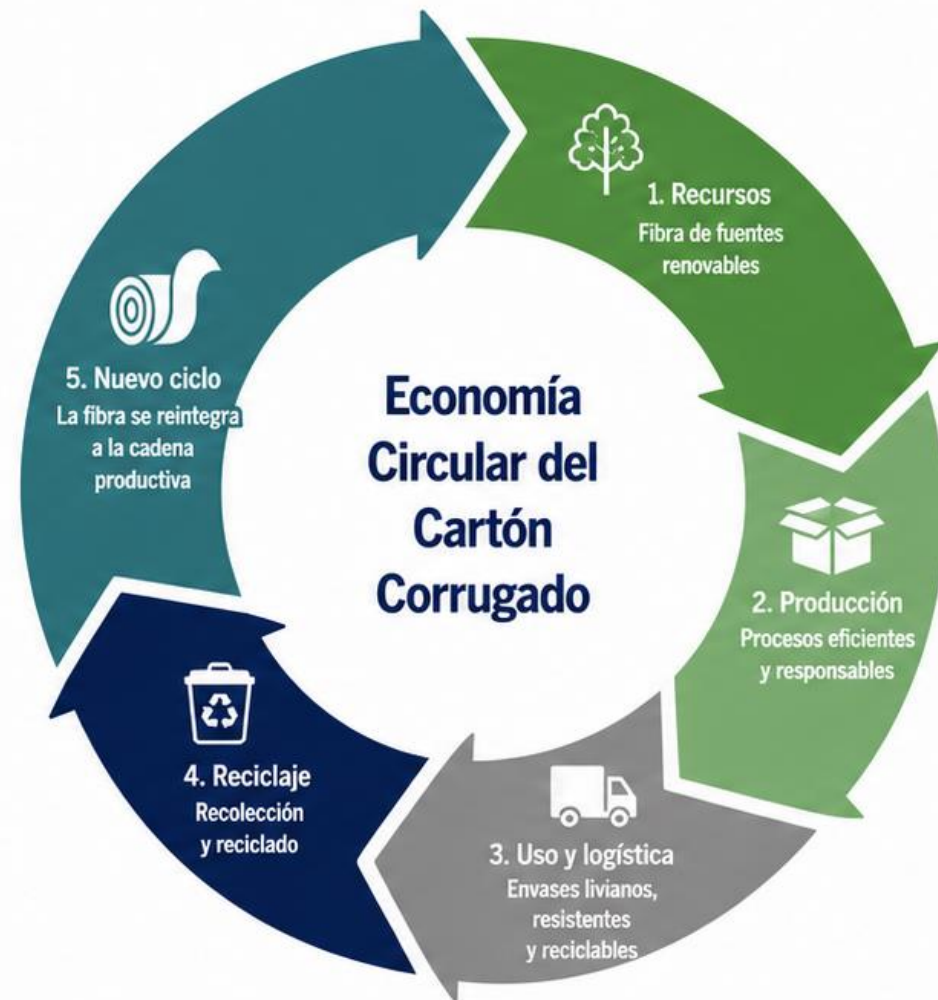 Economía
Circular del
Cartón
Corrugado
1. Recursos
Fibra de fuentes
renovables
2. Producción
Procesos eficientes
y responsables
3. Uso y logística
Envases livianos,
resistentes
y reciclables
4. Reciclaje
Recolección
y reciclado
5. Nuevo ciclo
La fibra se reintegra
a la cadena
productiva